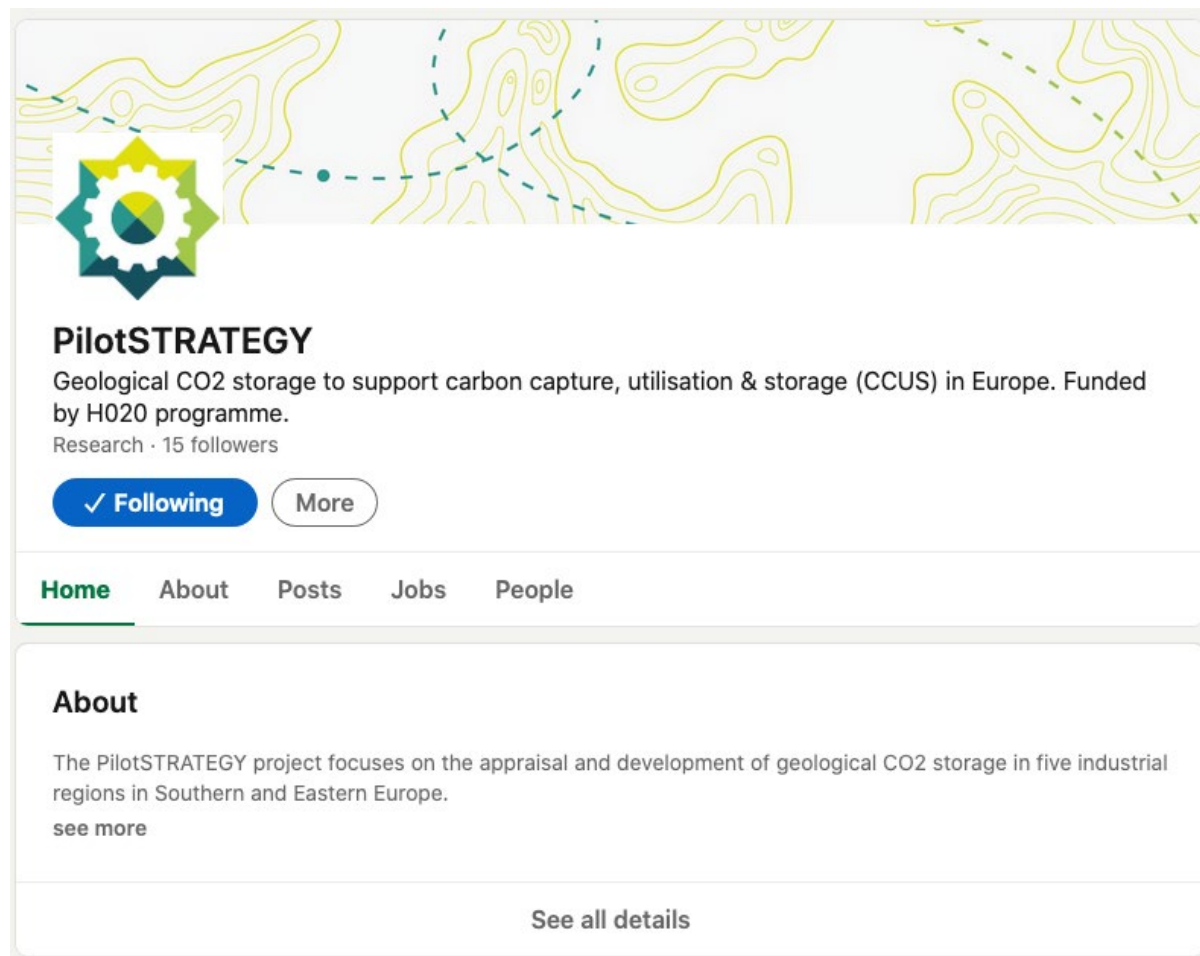 PilotSTRATEGY
Geological CO2 storage to support carbon capture, utilisation & storage (CCUS) in Europe. Funded
by H020 programme.
Research · 15 followers
✓ Following
More
Home
About
Posts
Jobs
People
About
The PilotSTRATEGY project focuses on the appraisal and development of geological CO2 storage in five industrial
regions in Southern and Eastern Europe.
see more
See all details